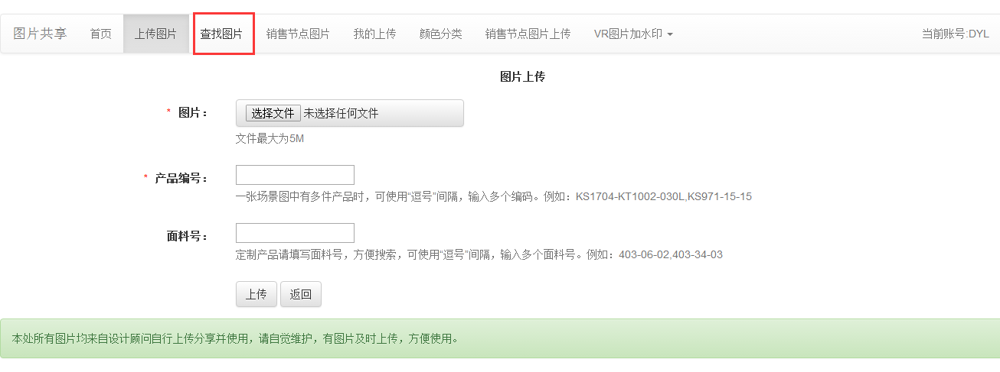 图片共享 首页 上传图片 查找图片 销售节点图片 我的上传 颜色分类 销售节点图片上传 VR图片加水印 当前账号:DYL
图片上传
* 图片： 选择文件 未选择任何文件
文件最大为5M
* 产品编号：
一张场景图中有多件产品时，可使用“逗号”间隔，输入多个编码。例如：KS1704-KT1002-030L,KS971-15-15
面料号：
定制产品请填写面料号，方便搜索，可使用“逗号”间隔，输入多个面料号。例如：403-06-02,403-34-03
上传 返回
本处所有图片均来自设计顾问自行上传分享并使用，请自觉维护，有图片及时上传，方便使用。